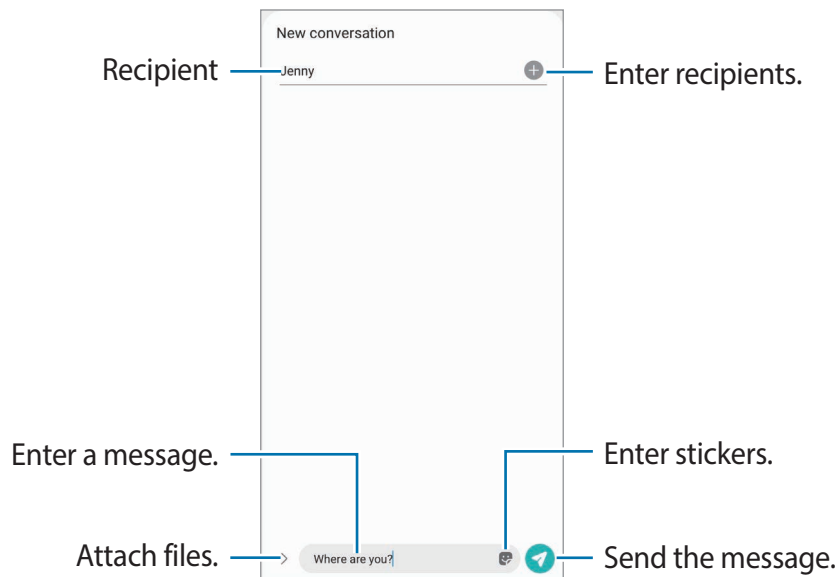 New conversation
Recipient
Jenny
Enter recipients.
Enter a message.
Enter stickers.
Attach files.
Where are you?
Send the message.